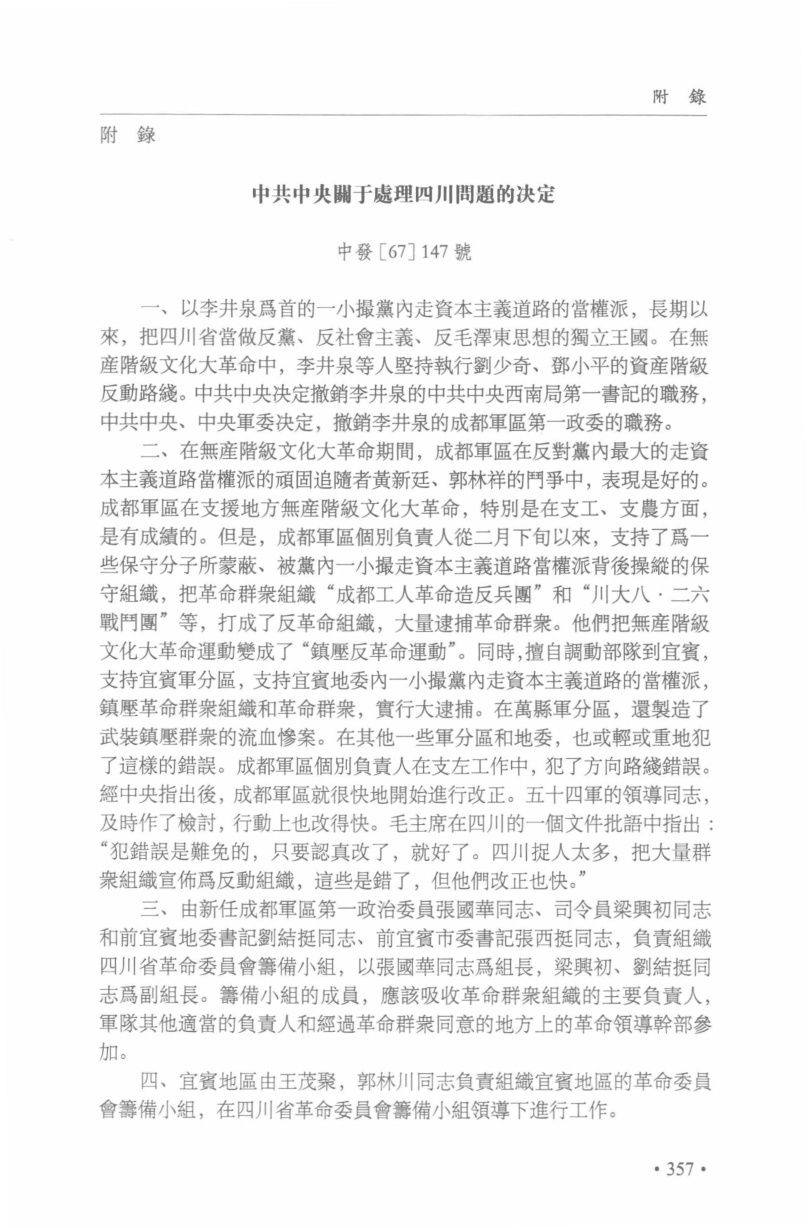 附　錄
附　錄
中共中央關于處理四川問題的決定
中發［67］147 號
一、以李井泉爲首的一小撮黨內走資本主義道路的當權派，長期以
來，把四川省當做反黨、反社會主義、反毛澤東思想的獨立王國。在無
産階級文化大革命中，李井泉等人堅持執行劉少奇、鄧小平的資産階級
反動路綫。中共中央決定撤銷李井泉的中共中央西南局第一書記的職務，
中共中央、中央軍委決定，撤銷李井泉的成都軍區第一政委的職務。
二、在無産階級文化大革命期間，成都軍區在反對黨內最大的走資
本主義道路當權派的頑固追隨者黃新廷、郭林祥的鬥爭中，表現是好的。
成都軍區在支援地方無産階級文化大革命，特別是在支工、支農方面，
是有成績的。但是，成都軍區個別負責人從二月下旬以來，支持了爲一
些保守分子所蒙蔽、被黨內一小撮走資本主義道路當權派背後操縱的保
守組織，把革命群衆組織“成都工人革命造反兵團”和“川大八·二六
戰鬥團”等，打成了反革命組織，大量逮捕革命群衆。他們把無産階級
文化大革命運動變成了“鎮壓反革命運動”。同時，擅自調動部隊到宜賓，
支持宜賓軍分區，支持宜賓地委內一小撮黨內走資本主義道路的當權派，
鎮壓革命群衆組織和革命群衆，實行大逮捕。在萬縣軍分區，還製造了
武裝鎮壓群衆的流血慘案。在其他一些軍分區和地委，也或輕或重地犯
了這樣的錯誤。成都軍區個別負責人在支左工作中，犯了方向路綫錯誤。
經中央指出後，成都軍區就很快地開始進行改正。五十四軍的領導同志，
及時作了檢討，行動上也改得快。毛主席在四川的一個文件批語中指出：
“犯錯誤是難免的，只要認真改了，就好了。四川捉人太多，把大量群
衆組織宣佈爲反動組織，這些是錯了，但他們改正也快。”
三、由新任成都軍區第一政治委員張國華同志、司令員梁興初同志
和前宜賓地委書記劉結挺同志、前宜賓市委書記張西挺同志，負責組織
四川省革命委員會籌備小組，以張國華同志爲組長，梁興初、劉結挺同
志爲副組長。籌備小組的成員，應該吸收革命群衆組織的主要負責人，
軍隊其他適當的負責人和經過革命群衆同意的地方上的革命領導幹部參
加。
四、宜賓地區由王茂聚，郭林川同志負責組織宜賓地區的革命委員
會籌備小組，在四川省革命委員會籌備小組領導下進行工作。
·357·